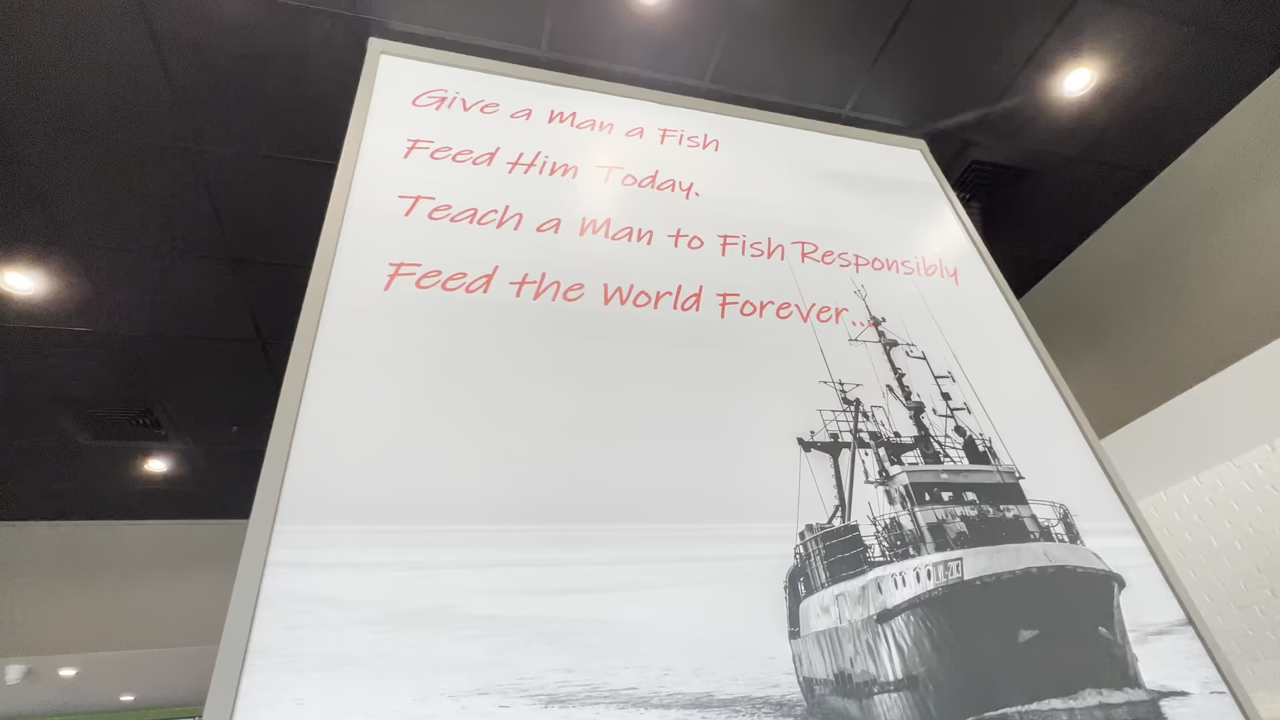 Give a Man a Fish
Feed Him Today.
Teach a Man to Fish Responsibly
Feed the World Forever...